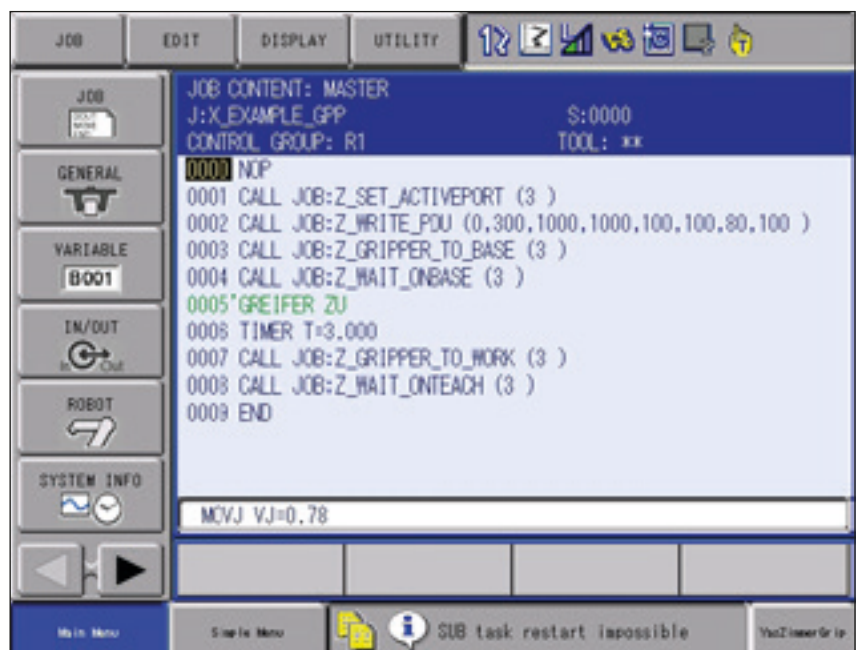 JOB EDIT DISPLAY UTILITY
JOB
GENERAL
VARIABLE
B001
IN/OUT
In Out
ROBOT
SYSTEM INFO
JOB CONTENT: MASTER
J:X_EXAMPLE_GPP S:0000
CONTROL GROUP: R1 TOOL: **
0000 NOP
0001 CALL JOB:Z_SET_ACTIVEPORT (3 )
0002 CALL JOB:Z_WRITE_PDU (0,300,1000,1000,100,100,80,100 )
0003 CALL JOB:Z_GRIPPER_TO_BASE (3 )
0004 CALL JOB:Z_WAIT_ONBASE (3 )
0005'GREIFER ZU
0006 TIMER T=3.000
0007 CALL JOB:Z_GRIPPER_TO_WORK (3 )
0008 CALL JOB:Z_WAIT_ONTEACH (3 )
0009 END
MOVJ VJ=0.78
Main Menu Simple Menu SUB task restart impossible YasZimmerGrip